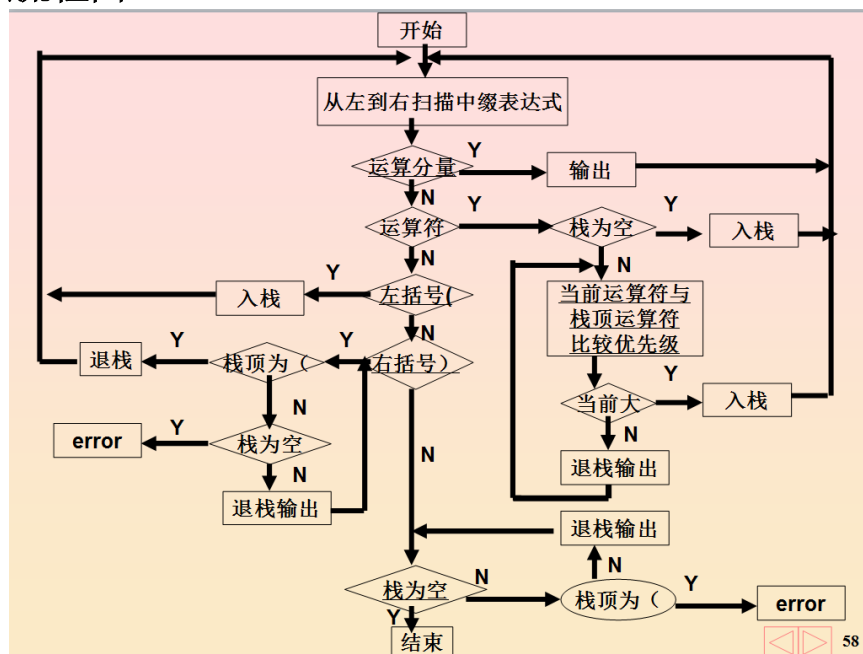 开始
从左到右扫描中缀表达式
运算分量
Y
输出
N
运算符
Y
栈为空
Y
入栈
N
N
左括号(
Y
入栈
当前运算符与
栈顶运算符
比较优先级
N
右括号）
Y
栈顶为（
Y
退栈
Y
当前大
入栈
N
N
栈为空
Y
error
N
退栈输出
N
退栈输出
退栈输出
N
栈为空
N
栈顶为（
Y
error
Y
结束
58